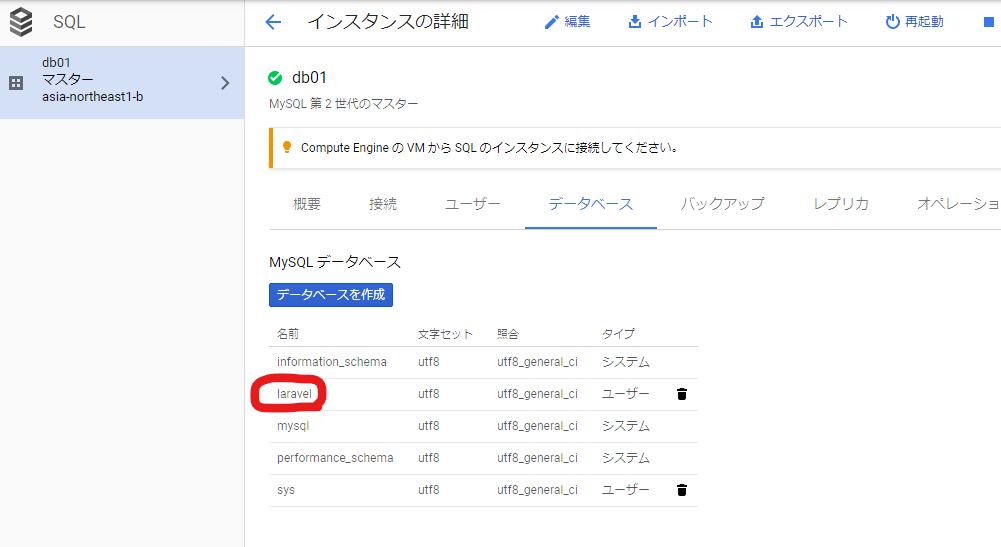 SQL
インスタンスの詳細
編集
インポート
エクスポート
再起動
db01
マスター
asia-northeast1-b
db01
MySQL 第 2 世代のマスター
Compute Engine の VM から SQL のインスタンスに接続してください。
概要 接続 ユーザー データベース バックアップ レプリカ オペレーショ
MySQL データベース
データベースを作成
名前 文字セット 照合 タイプ
information_schema utf8 utf8_general_ci システム
laravel utf8 utf8_general_ci ユーザー
mysql utf8 utf8_general_ci システム
performance_schema utf8 utf8_general_ci システム
sys utf8 utf8_general_ci ユーザー